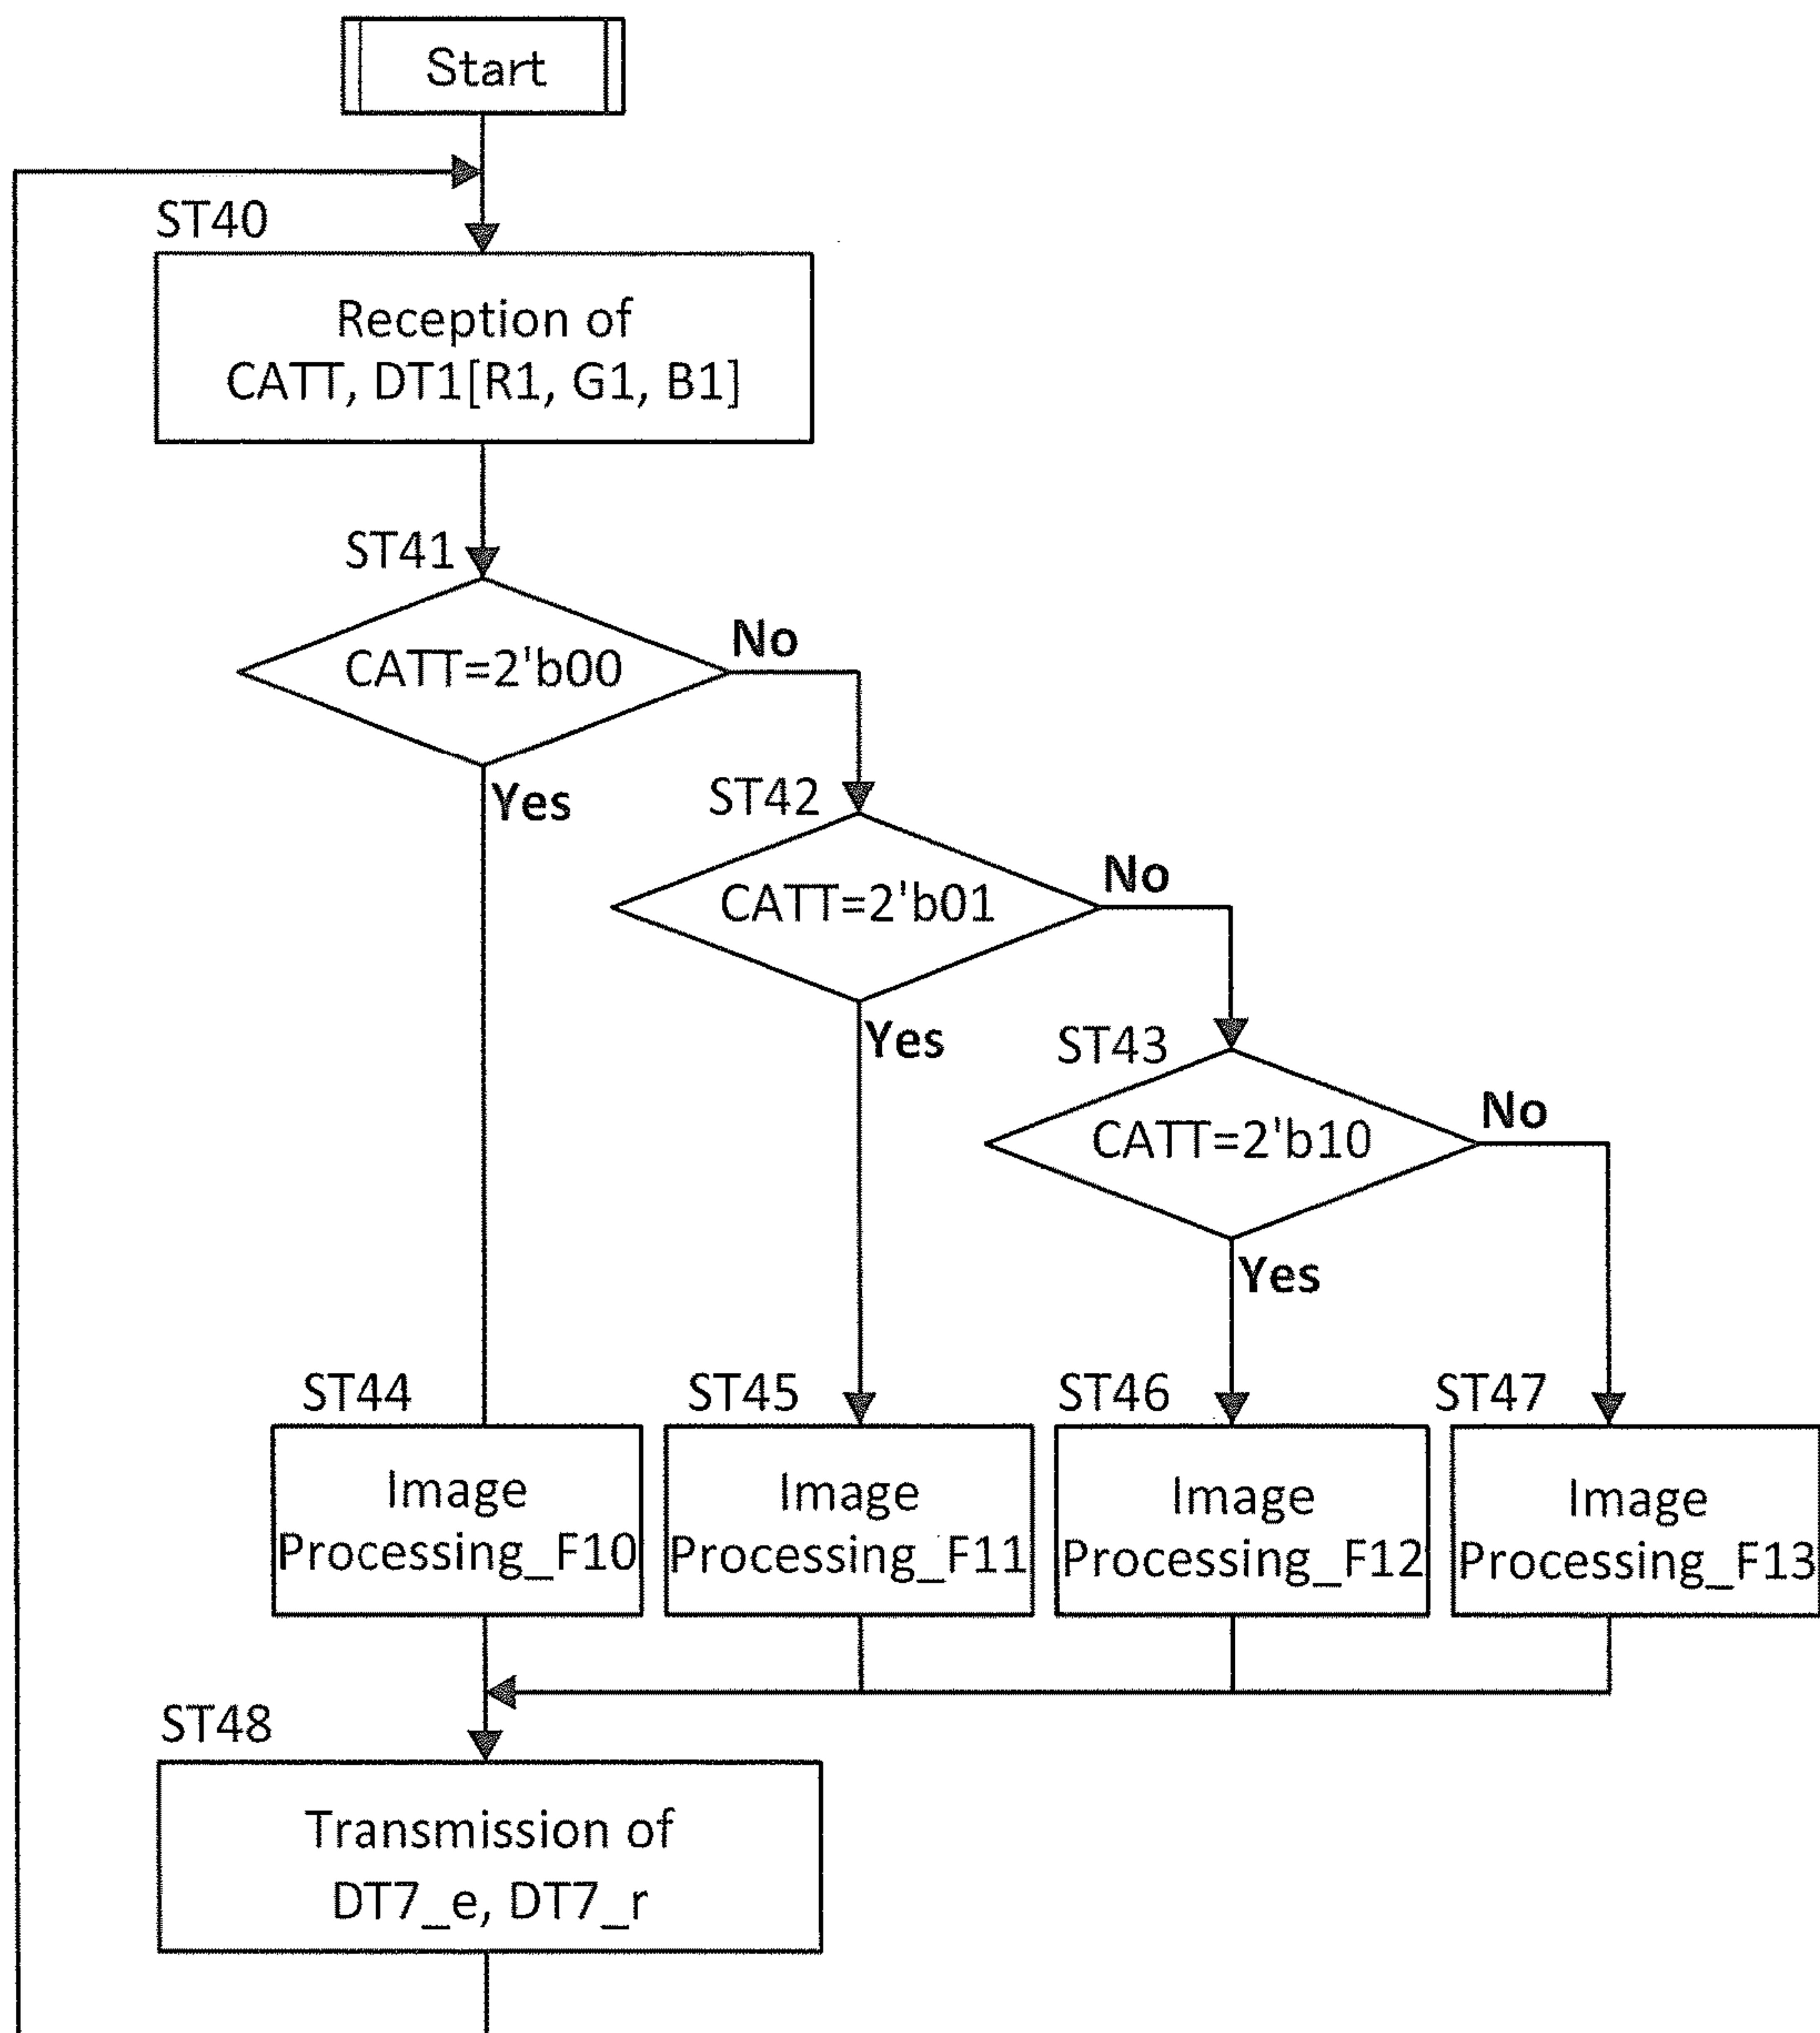 Start
ST40
Reception of
CATT, DT1[R1, G1, B1]
ST41
CATT=2'b00
No
Yes
ST42
CATT=2'b01
No
Yes
ST43
CATT=2'b10
No
Yes
ST44
Image
Processing_F10
ST45
Image
Processing_F11
ST46
Image
Processing_F12
ST47
Image
Processing_F13
ST48
Transmission of
DT7_e, DT7_r